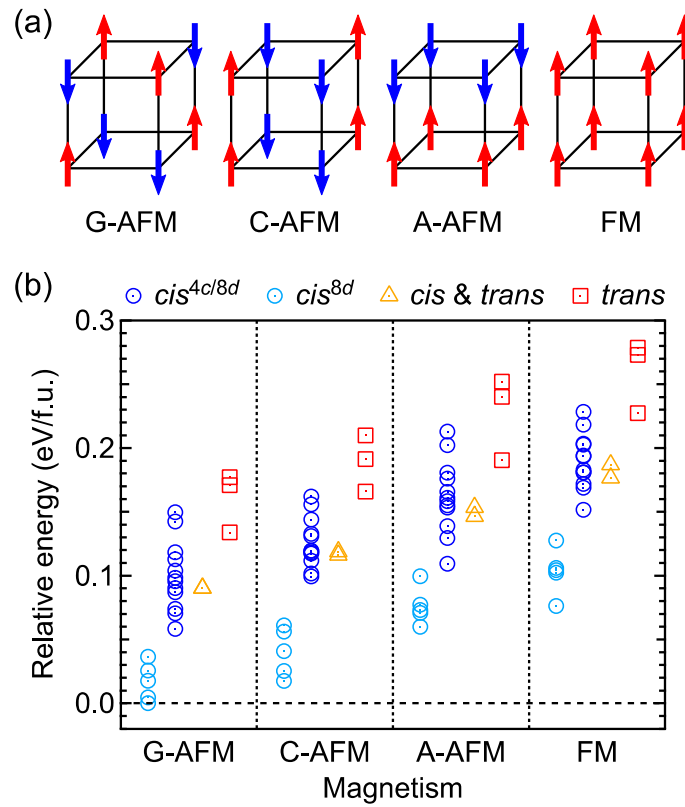 (a)
G-AFM C-AFM A-AFM FM
(b)
cis4c/8d cis8d cis & trans trans
0.3
0.2
0.1
0.0
Relative energy (eV/f.u.)
G-AFM C-AFM A-AFM FM
Magnetism